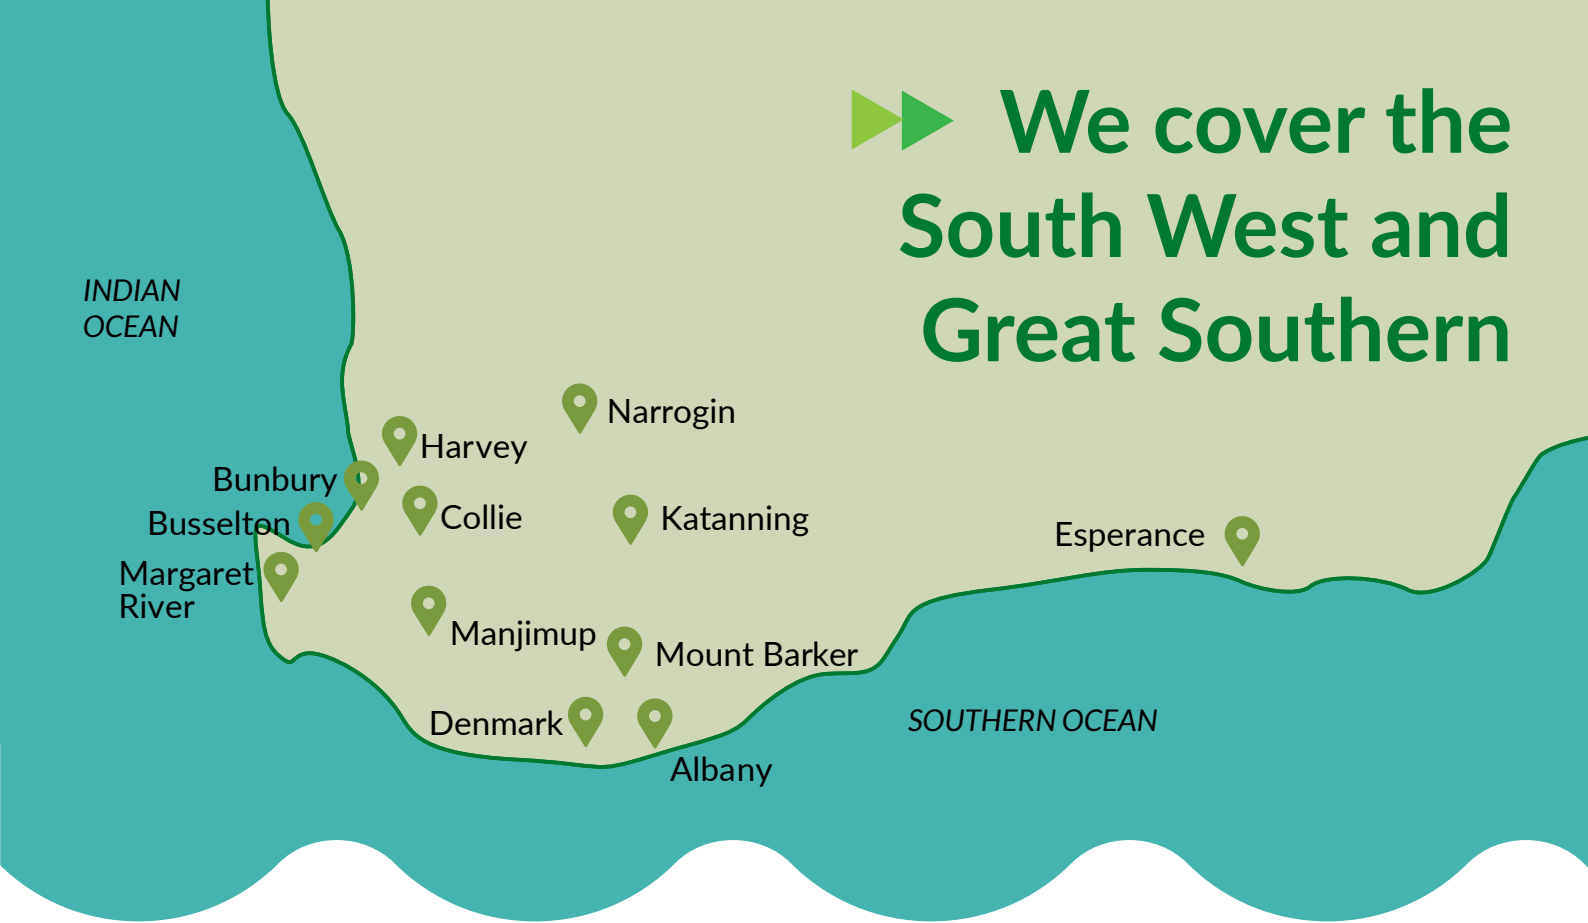 We cover the
South West and
Great Southern
INDIAN
OCEAN
Narrogin
Harvey
Bunbury
Collie
Katanning
Busselton
Esperance
Margaret
River
Manjimup
Mount Barker
Denmark
SOUTHERN OCEAN
Albany